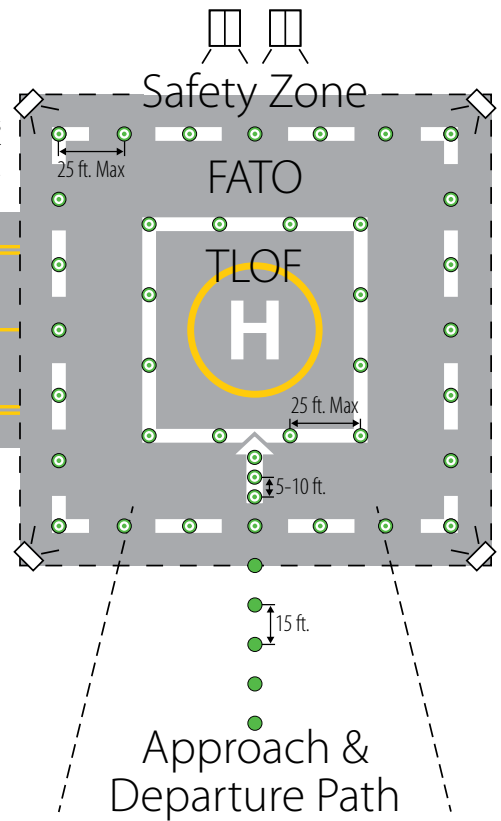 Safety Zone
25 ft. Max
FATO
TLOF
H
25 ft. Max
5-10 ft.
15 ft.
Approach &
Departure Path